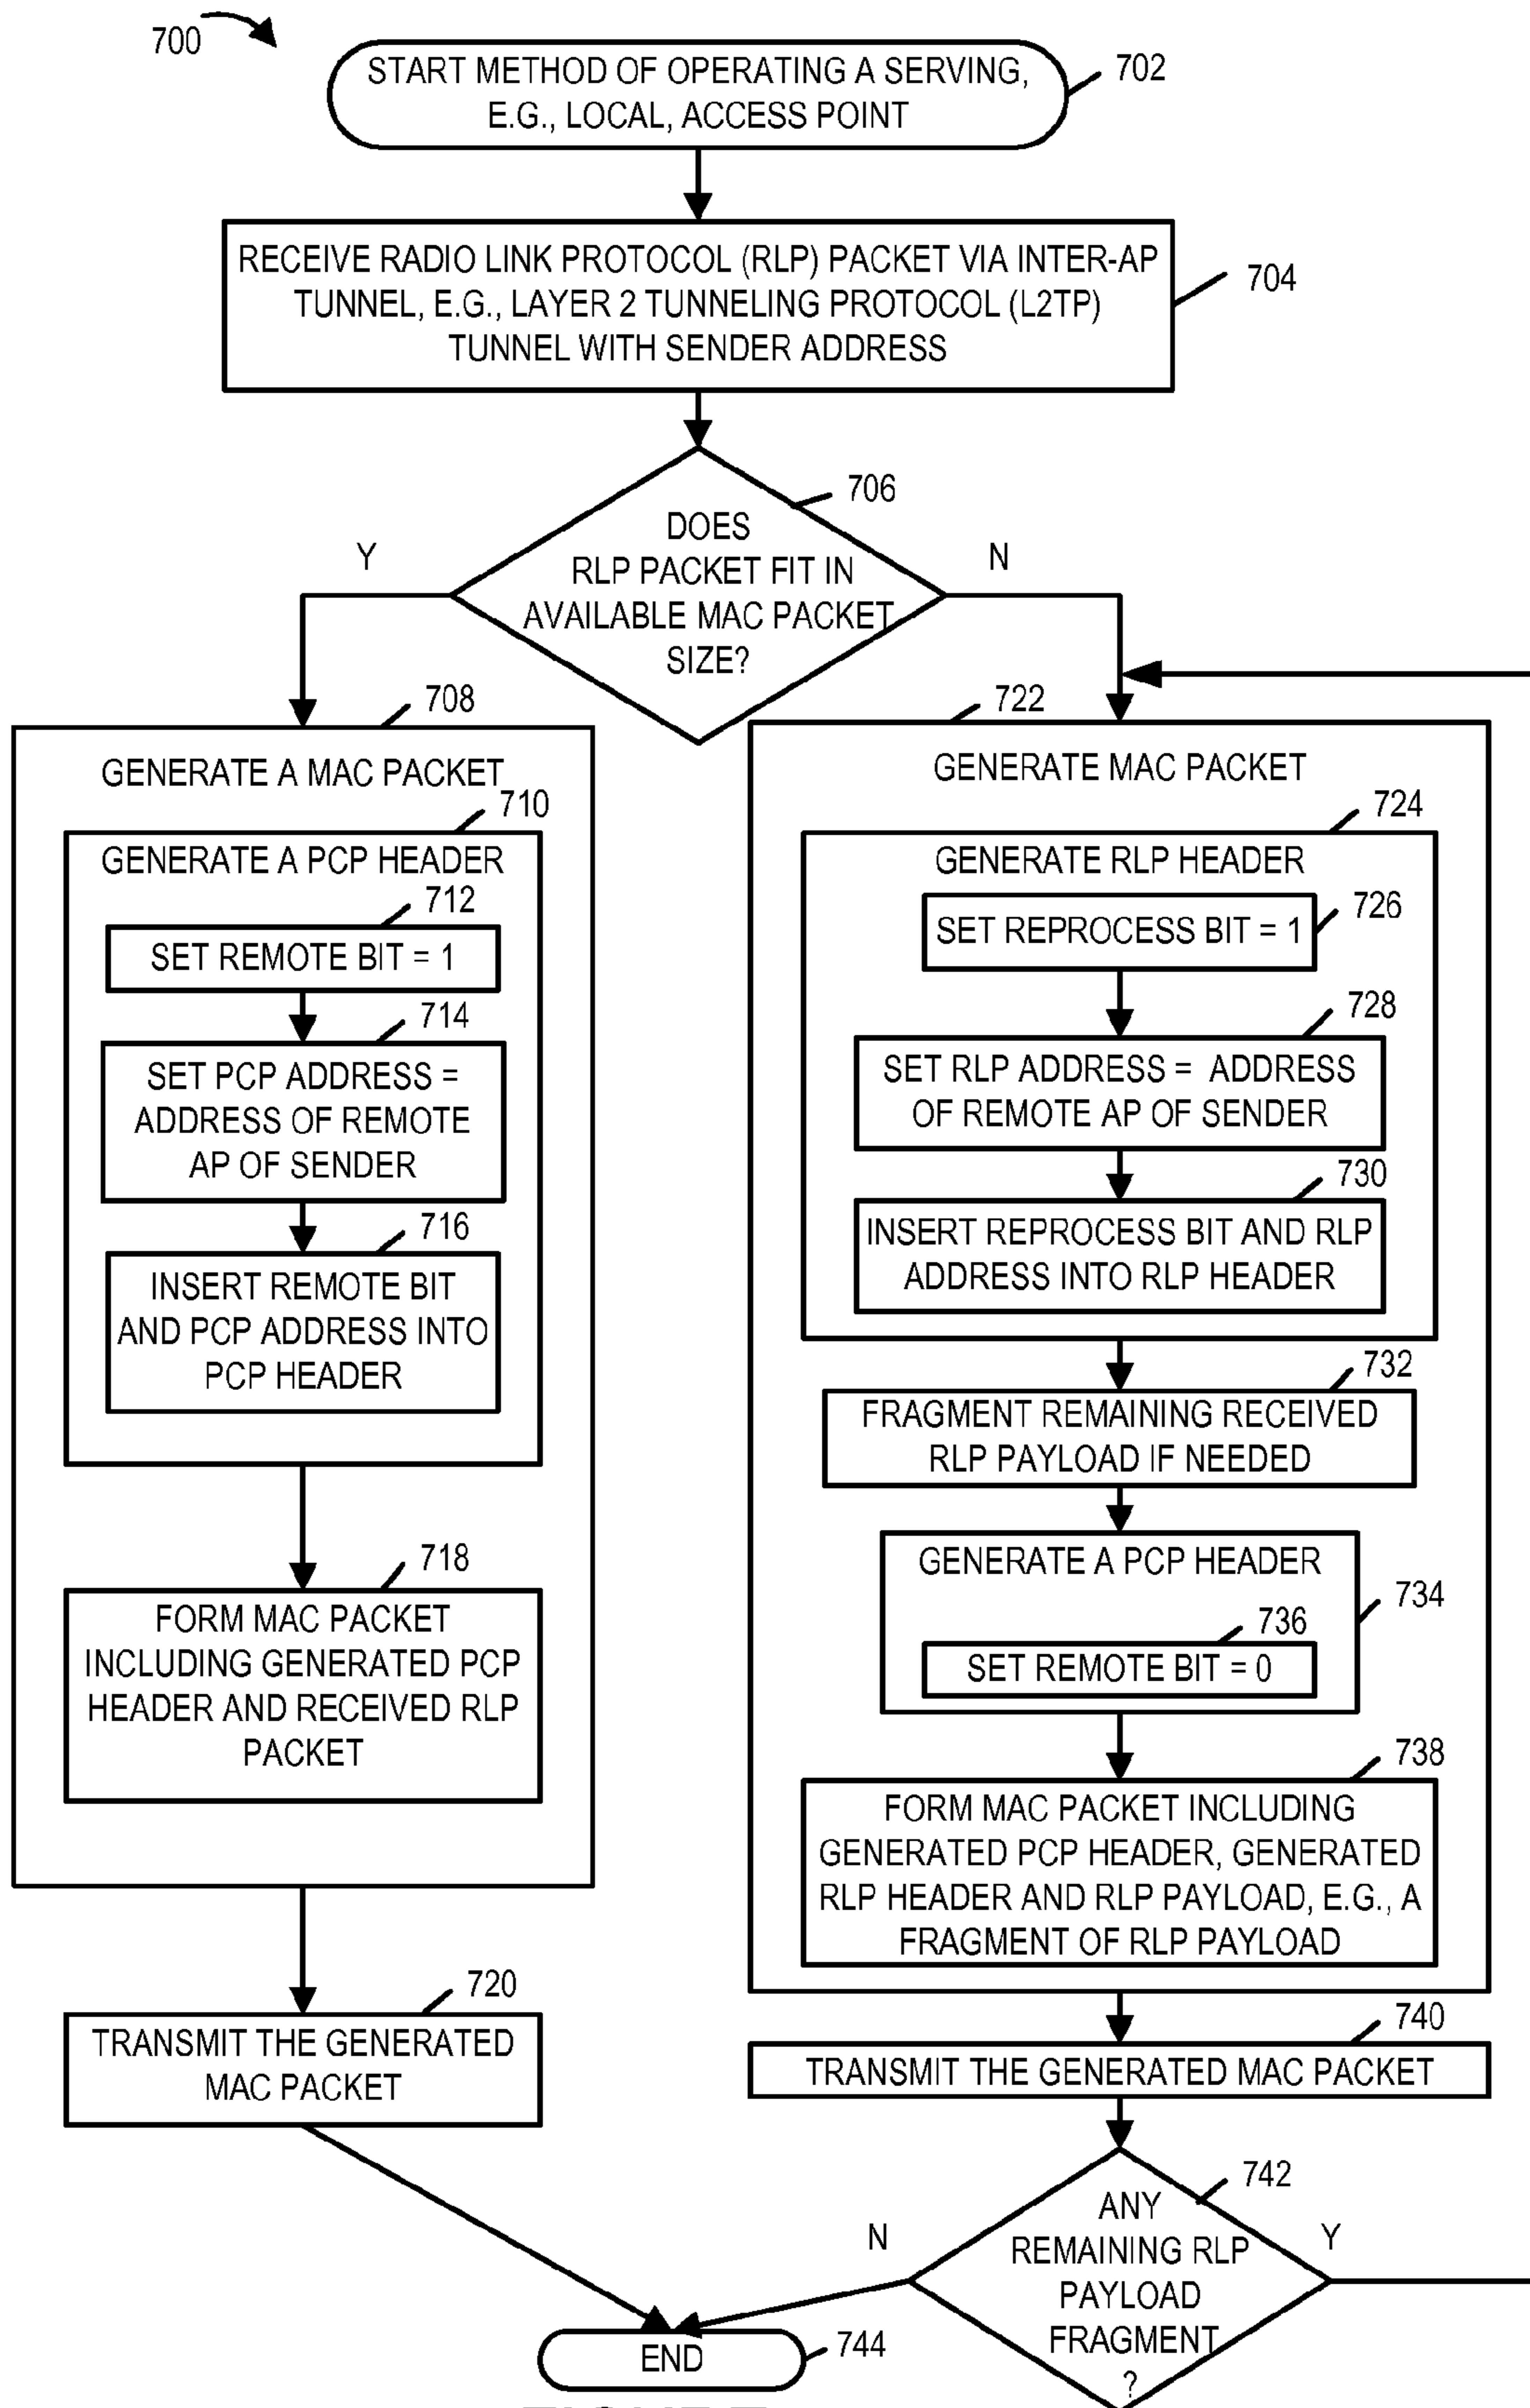 700
START METHOD OF OPERATING A SERVING,
E.G., LOCAL, ACCESS POINT
702
RECEIVE RADIO LINK PROTOCOL (RLP) PACKET VIA INTER-AP
TUNNEL, E.G., LAYER 2 TUNNELING PROTOCOL (L2TP)
TUNNEL WITH SENDER ADDRESS
704
706
DOES
RLP PACKET FIT IN
AVAILABLE MAC PACKET
SIZE?
Y
N
708
GENERATE A MAC PACKET
710
GENERATE A PCP HEADER
712
SET REMOTE BIT = 1
714
SET PCP ADDRESS =
ADDRESS OF REMOTE
AP OF SENDER
716
INSERT REMOTE BIT
AND PCP ADDRESS INTO
PCP HEADER
718
FORM MAC PACKET
INCLUDING GENERATED PCP
HEADER AND RECEIVED RLP
PACKET
720
TRANSMIT THE GENERATED
MAC PACKET
722
GENERATE MAC PACKET
724
GENERATE RLP HEADER
726
SET REPROCESS BIT = 1
728
SET RLP ADDRESS = ADDRESS
OF REMOTE AP OF SENDER
730
INSERT REPROCESS BIT AND RLP
ADDRESS INTO RLP HEADER
732
FRAGMENT REMAINING RECEIVED
RLP PAYLOAD IF NEEDED
GENERATE A PCP HEADER
734
736
SET REMOTE BIT = 0
738
FORM MAC PACKET INCLUDING
GENERATED PCP HEADER, GENERATED
RLP HEADER AND RLP PAYLOAD, E.G., A
FRAGMENT OF RLP PAYLOAD
740
TRANSMIT THE GENERATED MAC PACKET
742
ANY
REMAINING RLP
PAYLOAD
FRAGMENT
?
N
Y
END
744